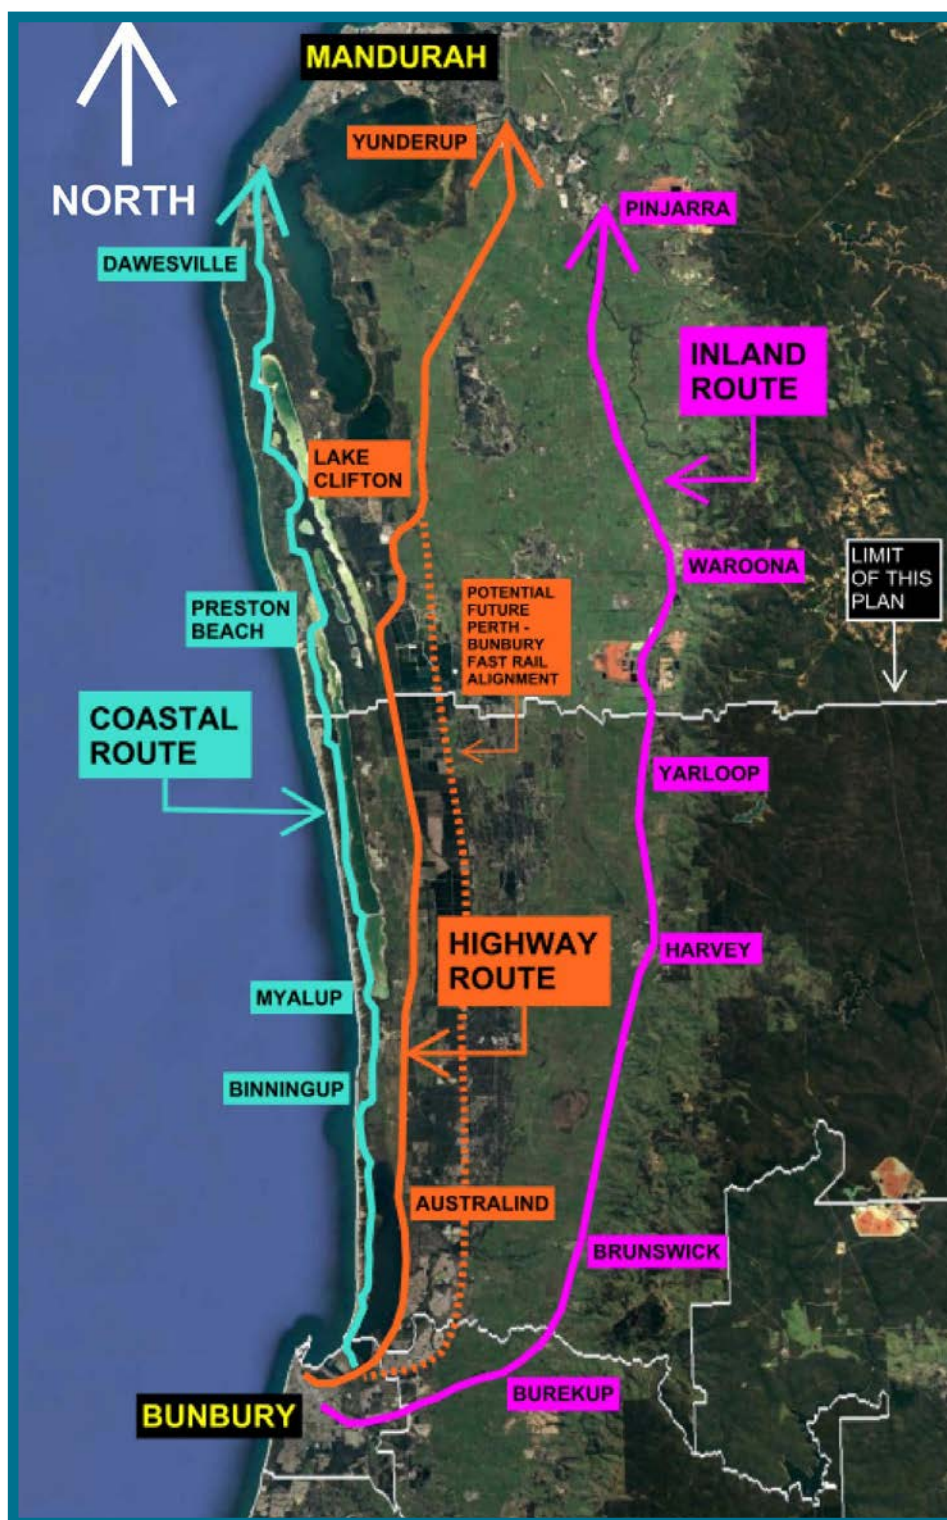 MANDURAH
YUNDERUP
NORTH
PINJARRA
DAWESVILLE
INLAND
ROUTE
LAKE
CLIFTON
WAROONA
LIMIT
OF THIS
PLAN
POTENTIAL
FUTURE
PERTH -
BUNBURY
FAST RAIL
ALIGNMENT
PRESTON
BEACH
COASTAL
ROUTE
YARLOOP
HIGHWAY
ROUTE
HARVEY
MYALUP
BINNINGUP
AUSTRALIND
BRUNSWICK
BUREKUP
BUNBURY